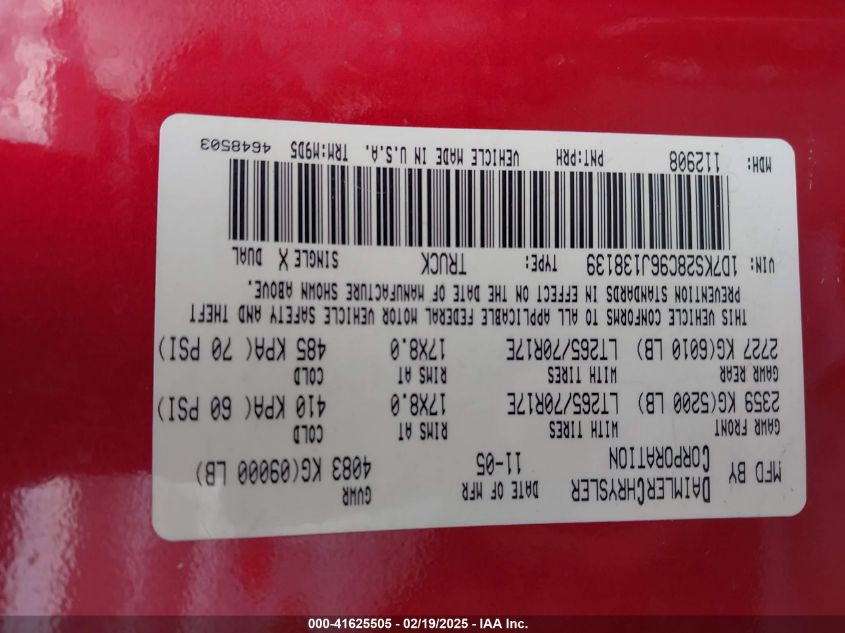 MFD BY DAIMLERCHRYSLER CORPORATION DATE OF MFR 11-05 GVWR 4083 KG(09000 LB)
GAWR FRONT WITH TIRES RIMS AT COLD
2359 KG(5200 LB) LT265/70R17E 17X8.0 410 KPA( 60 PSI)
GAWR REAR WITH TIRES RIMS AT COLD
2727 KG(6010 LB) LT265/70R17E 17X8.0 485 KPA( 70 PSI)
THIS VEHICLE CONFORMS TO ALL APPLICABLE FEDERAL MOTOR VEHICLE SAFETY AND THEFT
PREVENTION STANDARDS IN EFFECT ON THE DATE OF MANUFACTURE SHOWN ABOVE.
VIN: 1D7KS28C96J138139 TYPE: TRUCK SINGLE X DUAL
MDH: 112908 PNT:PRH VEHICLE MADE IN U.S.A. TRM:M9D5 4648503
000-41625505 - 02/19/2025 - IAA Inc.